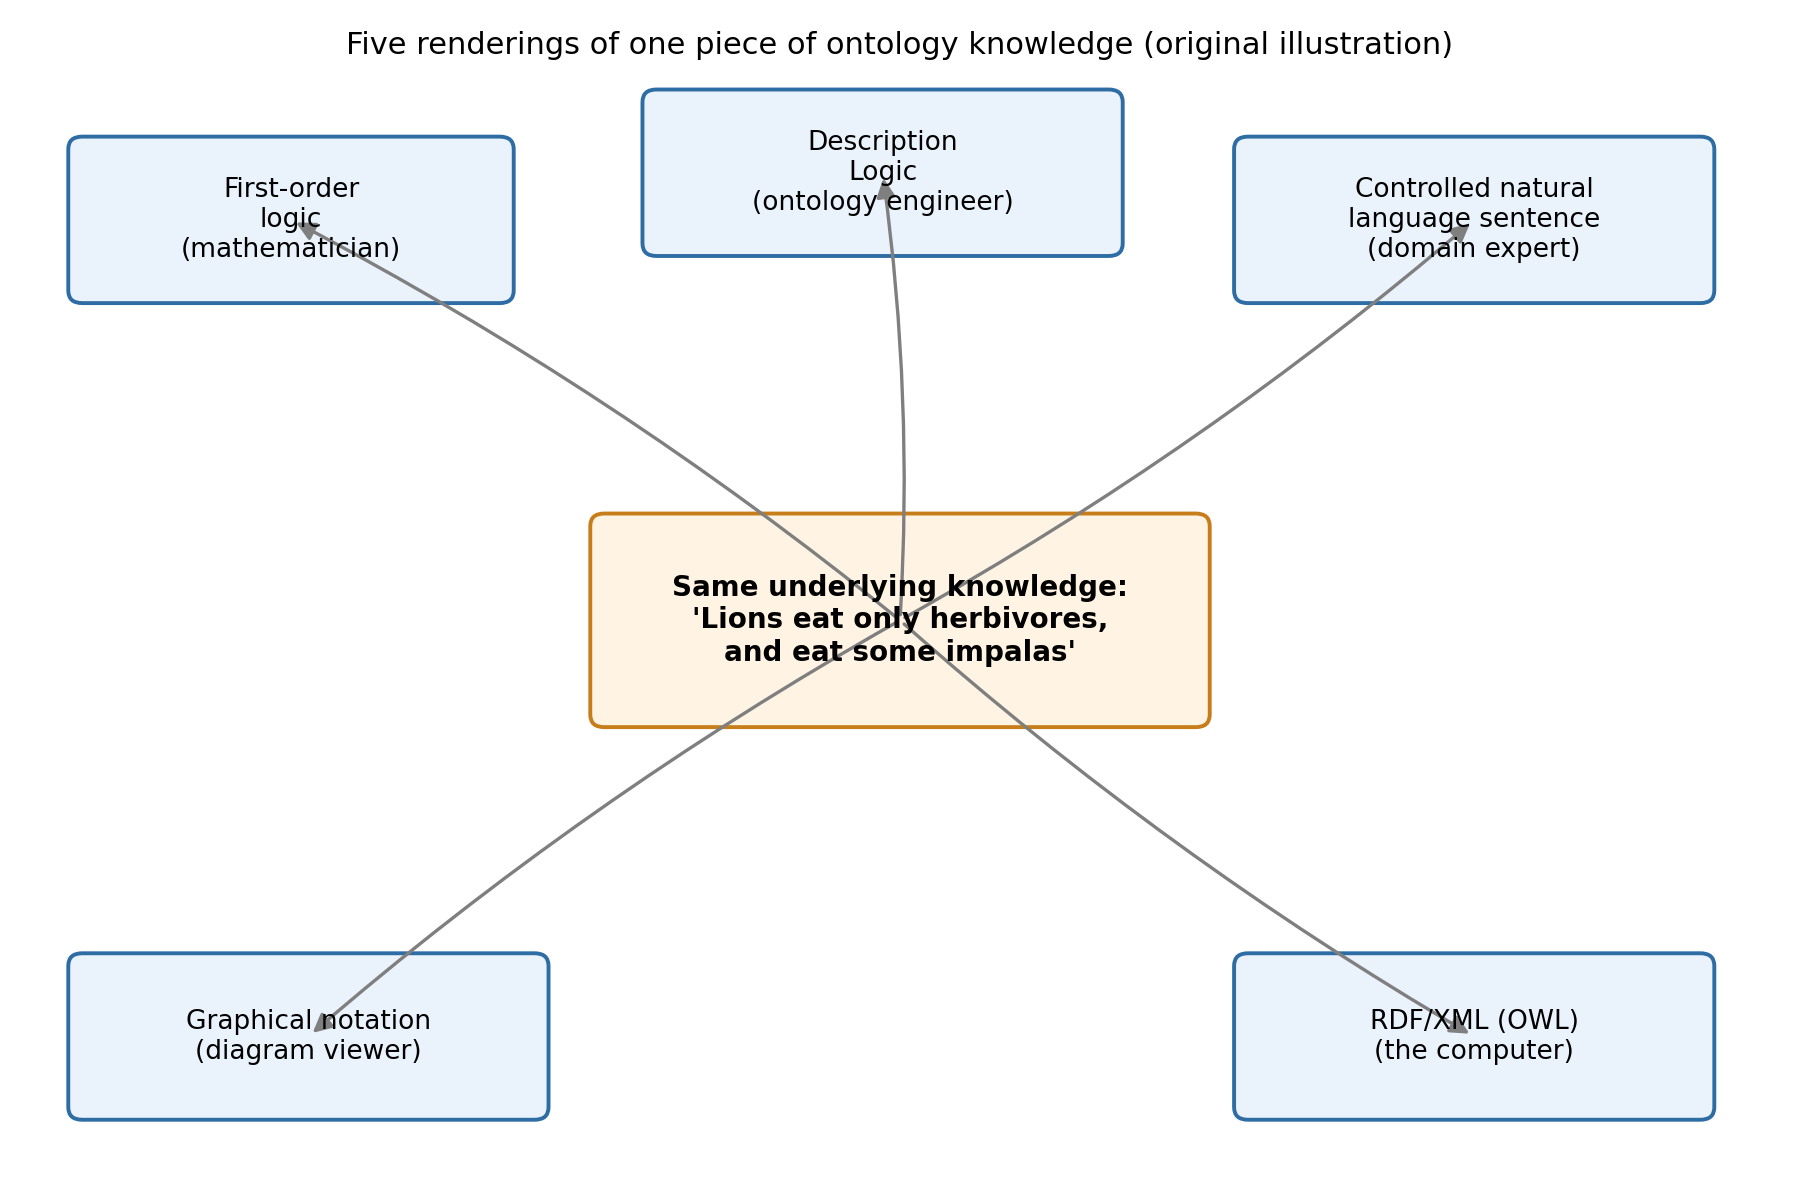 Five renderings of one piece of ontology knowledge (original illustration)
Description
Logic
(ontology engineer)
First-order
logic
(mathematician)
Controlled natural
language sentence
(domain expert)
Same underlying knowledge:
'Lions eat only herbivores,
and eat some impalas'
Graphical notation
(diagram viewer)
RDF/XML (OWL)
(the computer)